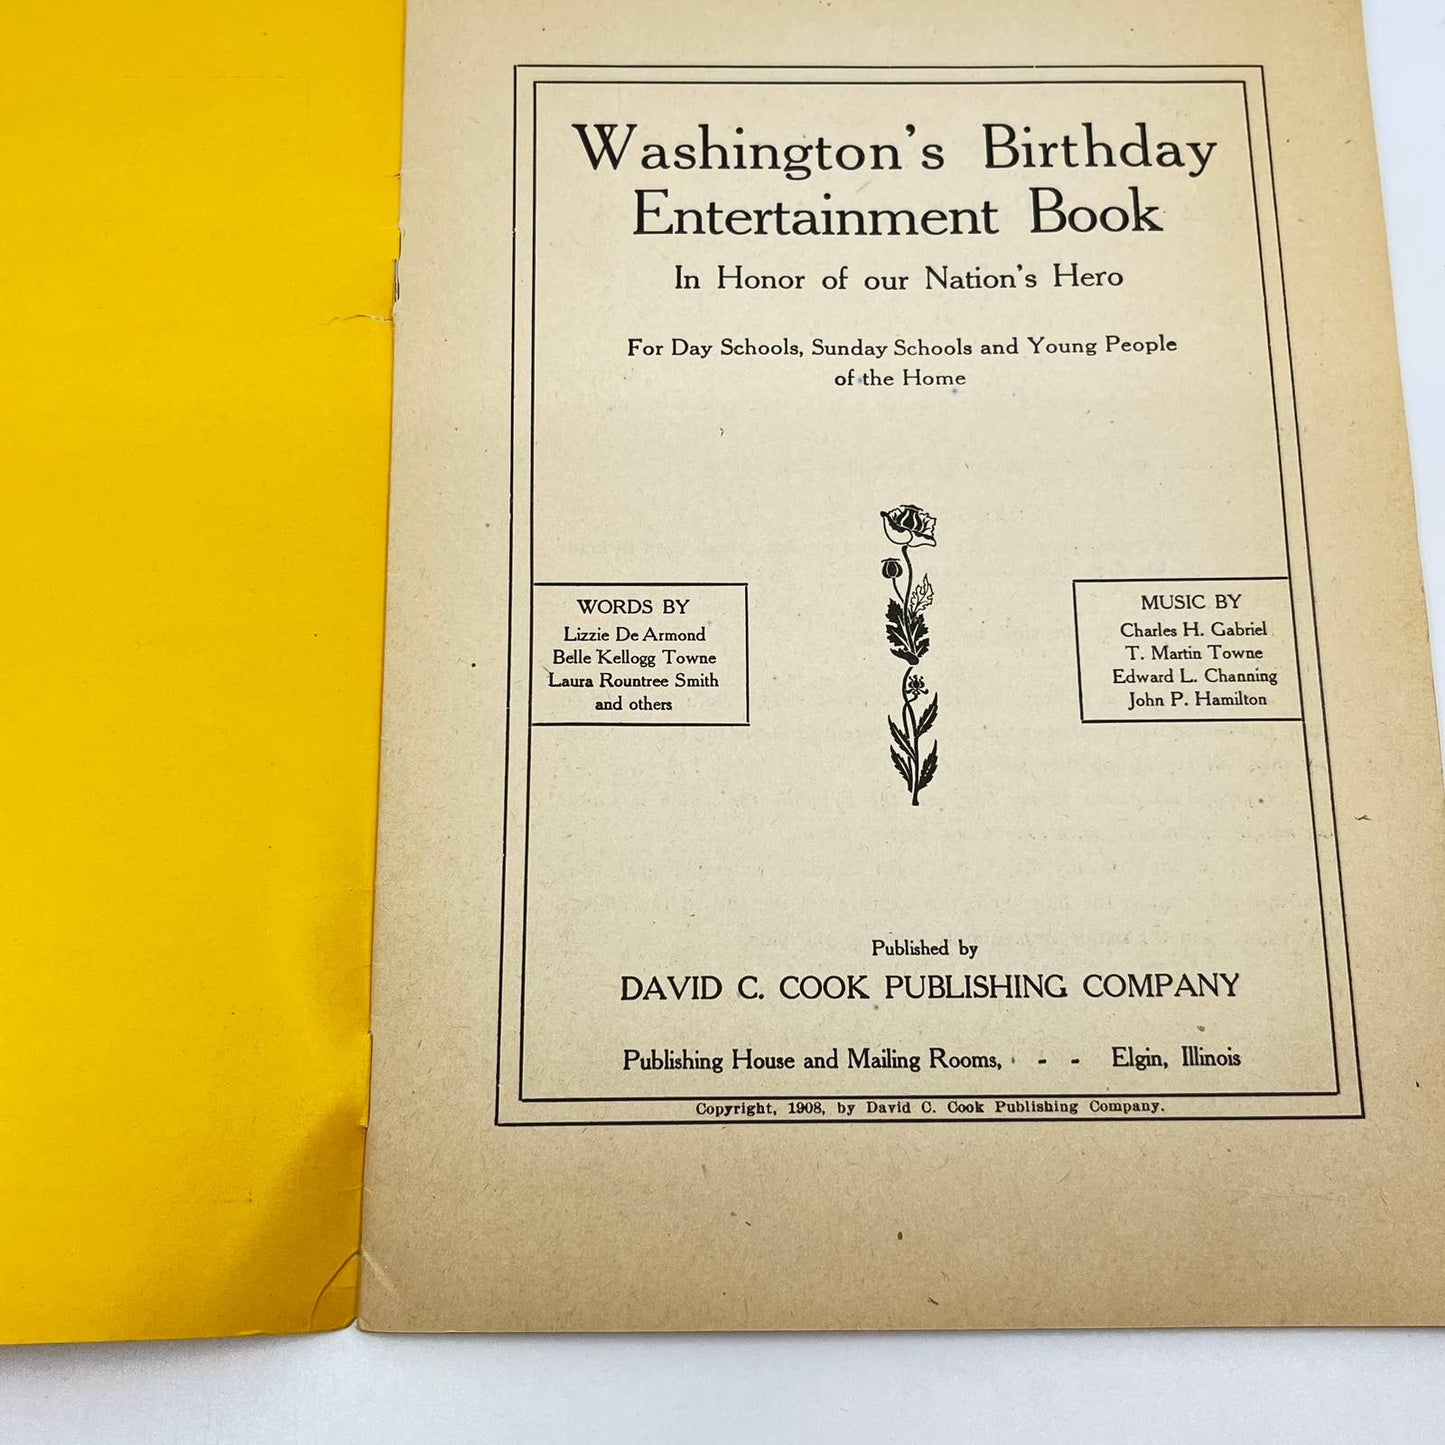 Washington's Birthday
Entertainment Book
In Honor of our Nation's Hero
For Day Schools, Sunday Schools and Young People
of the Home
WORDS BY
Lizzie De Armond
Belle Kellogg Towne
Laura Rountree Smith
and others
MUSIC BY
Charles H. Gabriel
T. Martin Towne
Edward L. Channing
John P. Hamilton
Published by
DAVID C. COOK PUBLISHING COMPANY
Publishing House and Mailing Rooms, - - Elgin, Illinois
Copyright, 1908, by David C. Cook Publishing Company.